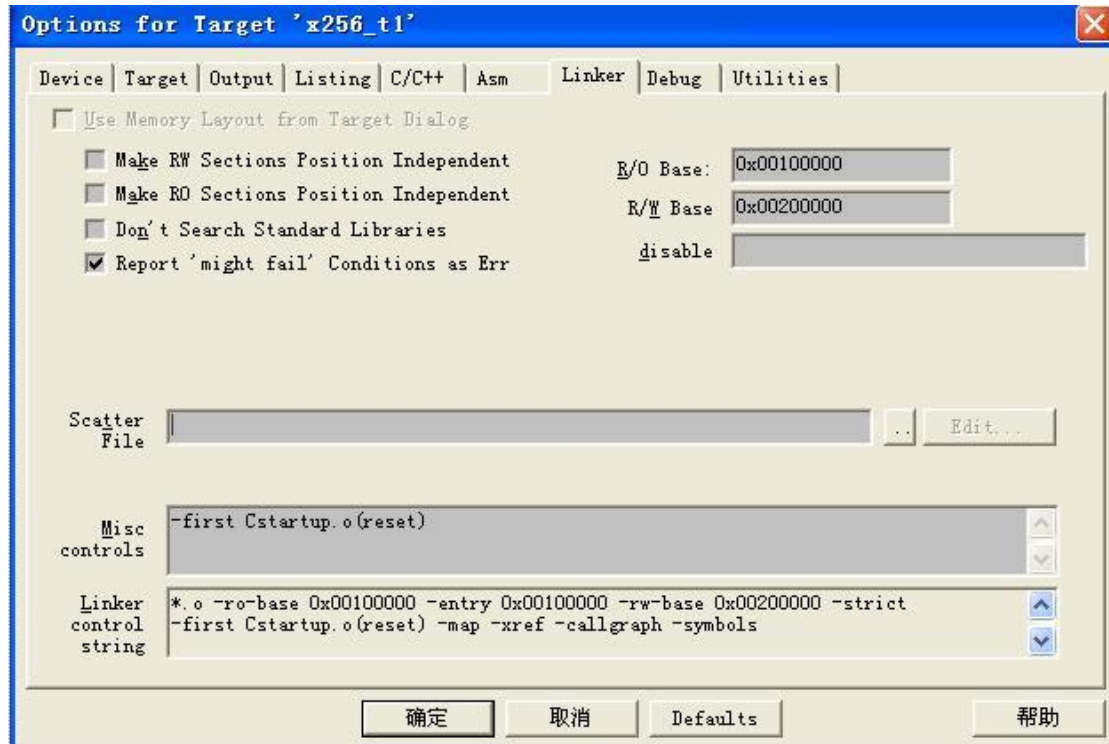 Options for Target 'x256_t1'
Device Target Output Listing C/C++ Asm Linker Debug Utilities
Use Memory Layout from Target Dialog
Make RW Sections Position Independent
Make RO Sections Position Independent
Don't Search Standard Libraries
Report 'might fail' Conditions as Err
R/O Base: 0x00100000
R/W Base 0x00200000
disable
Scatter
File
.. Edit...
Misc
controls
-first Cstartup.o(reset)
Linker
control
string
*.o -ro-base 0x00100000 -entry 0x00100000 -rw-base 0x00200000 -strict
-first Cstartup.o(reset) -map -xref -callgraph -symbols
确定 取消 Defaults 帮助